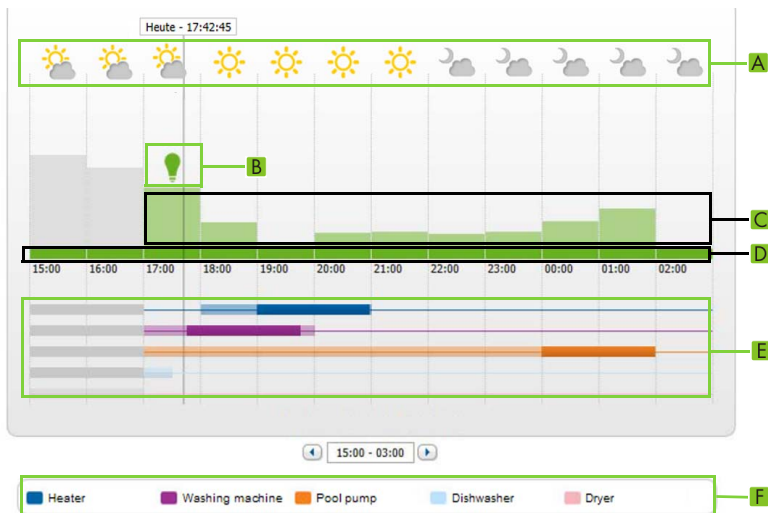 Heute - 17:42:45
A
B
C
D
15:00 16:00 17:00 18:00 19:00 20:00 21:00 22:00 23:00 00:00 01:00 02:00
E
15:00 - 03:00
Heater Washing machine Pool pump Dishwasher Dryer
F